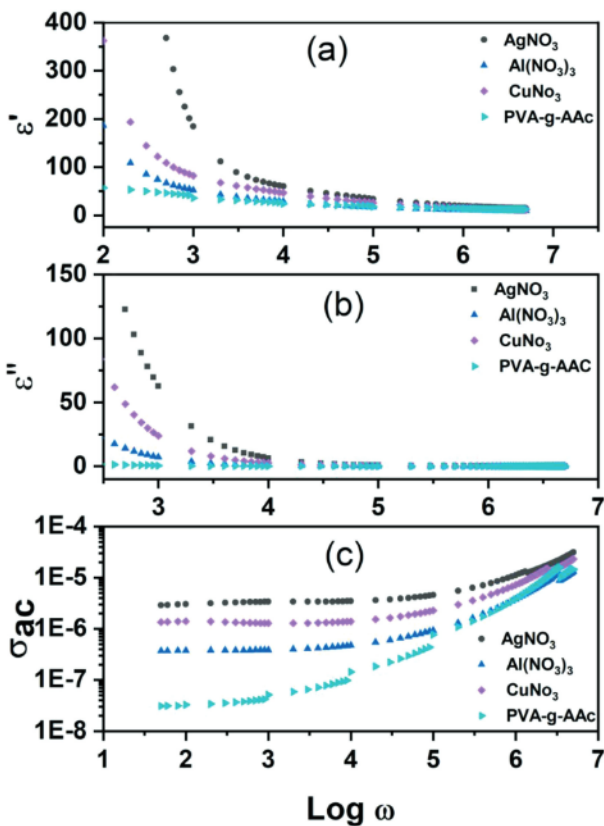 400
300
200
100
0
ε'
(a)
AgNO₃
Al(NO₃)₃
CuNo₃
PVA-g-AAc
2 3 4 5 6 7
150
100
50
0
ε"
(b)
AgNO₃
Al(NO₃)₃
CuNo₃
PVA-g-AAC
3 4 5 6 7
1E-4
1E-5
1E-6
1E-7
1E-8
σac
(c)
AgNO₃
Al(NO₃)₃
CuNo₃
PVA-g-AAc
1 2 3 4 5 6 7
Log ω